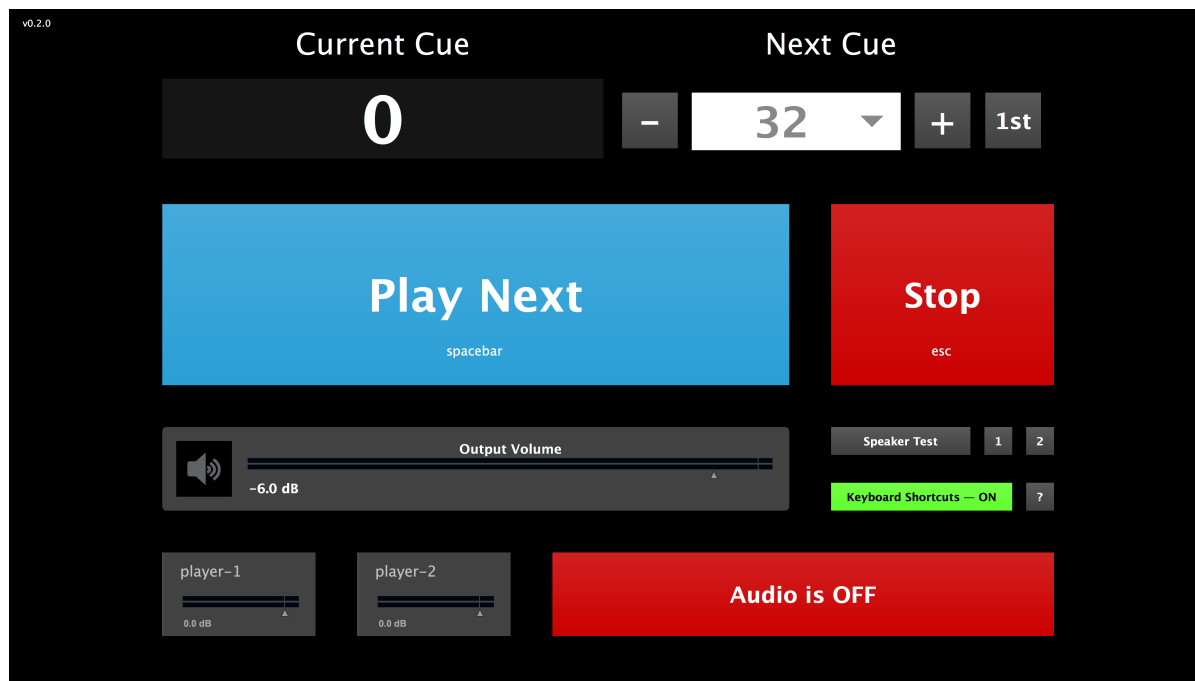 v0.2.0
Current Cue
Next Cue
0
–
32
+
1st
Play Next
spacebar
Stop
esc
Output Volume
−6.0 dB
Speaker Test
1
2
Keyboard Shortcuts — ON
?
player−1
0.0 dB
player−2
0.0 dB
Audio is OFF